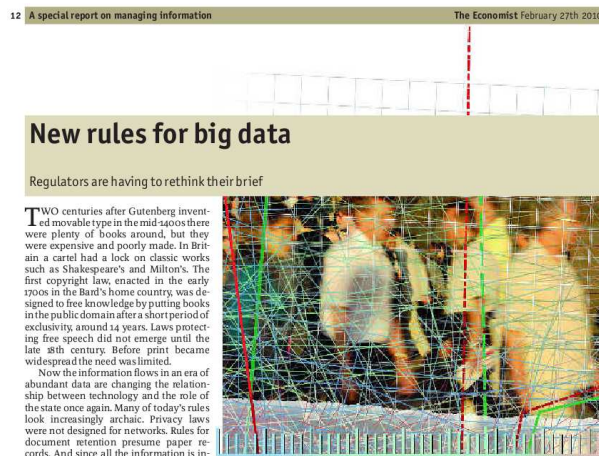 12 A special report on managing information
The Economist February 27th 2010
New rules for big data
Regulators are having to rethink their brief
TWO centuries after Gutenberg invent-
ed movable type in the mid-1400s there
were plenty of books around, but they
were expensive and poorly made. In Brit-
ain a cartel had a lock on classic works
such as Shakespeare's and Milton's. The
first copyright law, enacted in the early
1700s in the Bard's home country, was de-
signed to free knowledge by putting books
in the public domain after a short period of
exclusivity, around 14 years. Laws protect-
ing free speech did not emerge until the
late 18th century. Before print became
widespread the need was limited.
Now the information flows in an era of
abundant data are changing the relation-
ship between technology and the role of
the state once again. Many of today's rules
look increasingly archaic. Privacy laws
were not designed for networks. Rules for
document retention presume paper re-
cords. And since all the information is in-